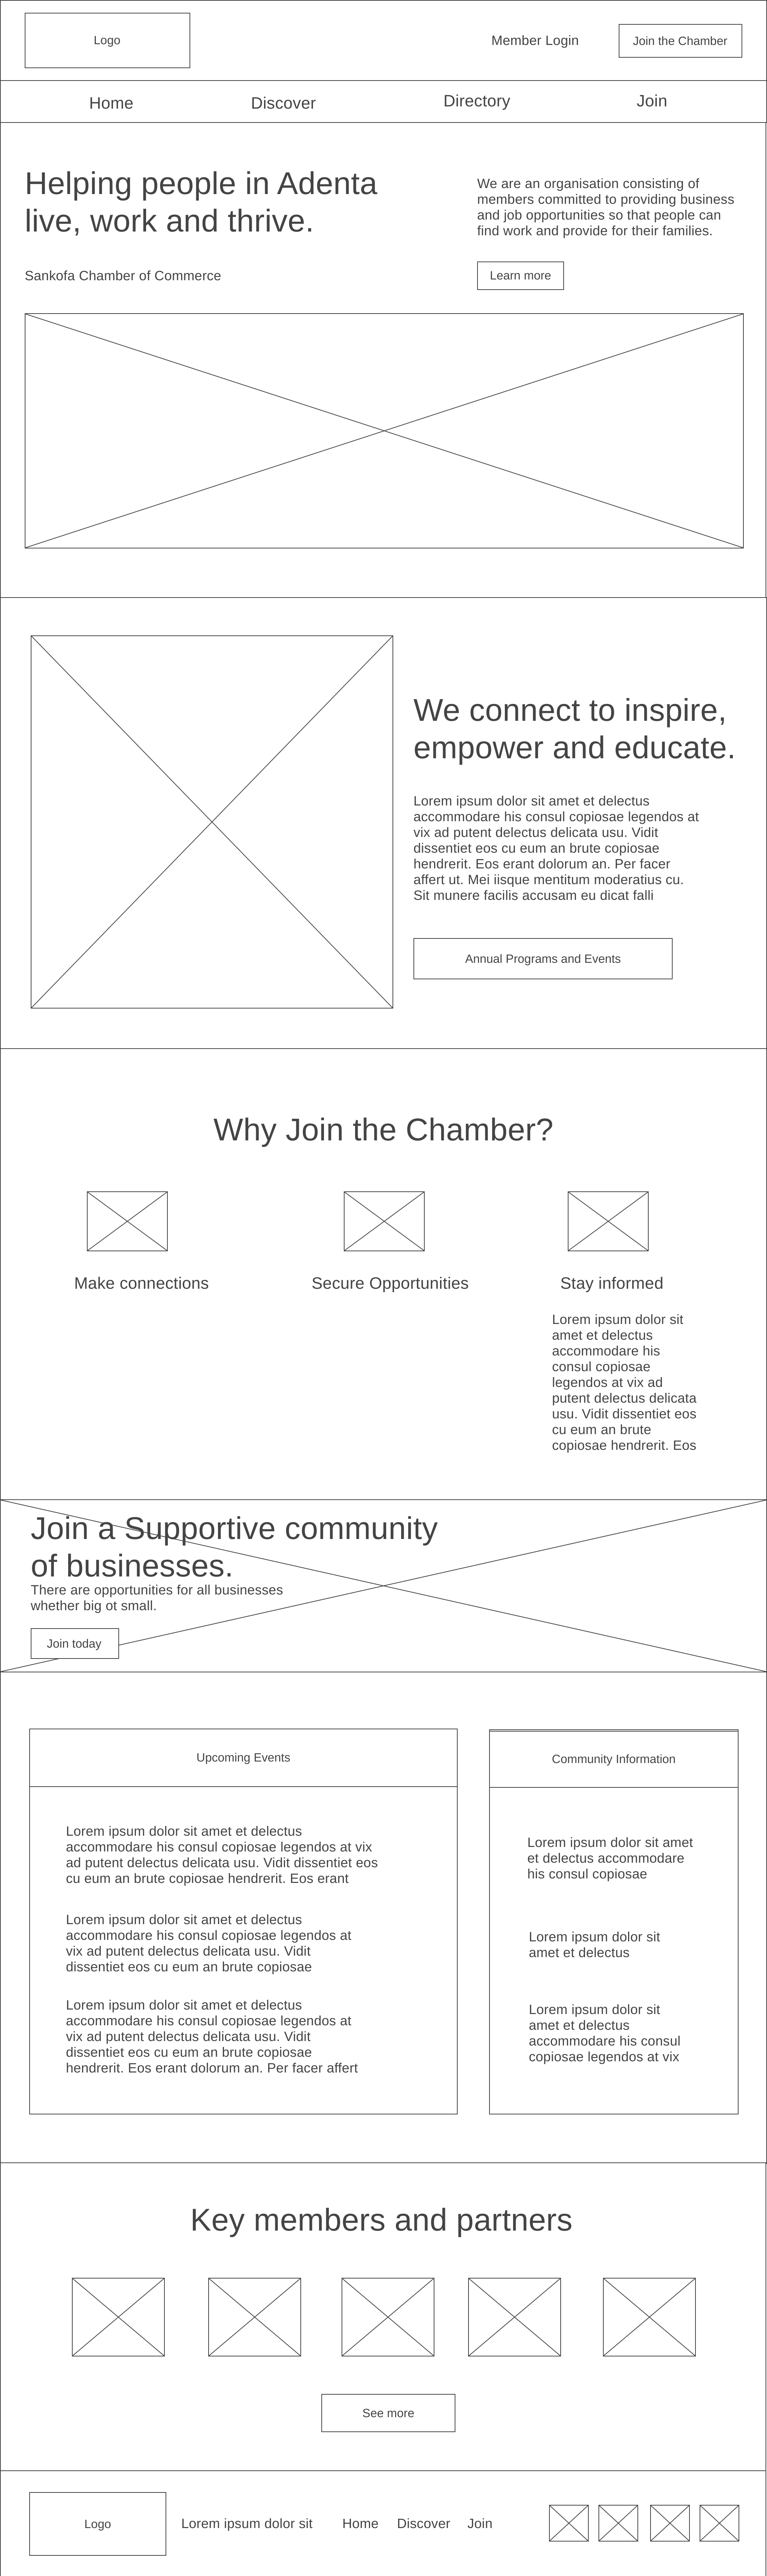 Logo
Member Login
Join the Chamber
Home
Discover
Directory
Join
Helping people in Adenta
live, work and thrive.
Sankofa Chamber of Commerce
We are an organisation consisting of
members committed to providing business
and job opportunities so that people can
find work and provide for their families.
Learn more
We connect to inspire,
empower and educate.
Lorem ipsum dolor sit amet et delectus
accommodare his consul copiosae legendos at
vix ad putent delectus delicata usu. Vidit
dissentiet eos cu eum an brute copiosae
hendrerit. Eos erant dolorum an. Per facer
affert ut. Mei iisque mentitum moderatius cu.
Sit munere facilis accusam eu dicat falli
Annual Programs and Events
Why Join the Chamber?
Make connections
Secure Opportunities
Stay informed
Lorem ipsum dolor sit
amet et delectus
accommodare his
consul copiosae
legendos at vix ad
putent delectus delicata
usu. Vidit dissentiet eos
cu eum an brute
copiosae hendrerit. Eos
Join a Supportive community
of businesses.
There are opportunities for all businesses
whether big ot small.
Join today
Upcoming Events
Lorem ipsum dolor sit amet et delectus
accommodare his consul copiosae legendos at vix
ad putent delectus delicata usu. Vidit dissentiet eos
cu eum an brute copiosae hendrerit. Eos erant
Lorem ipsum dolor sit amet et delectus
accommodare his consul copiosae legendos at
vix ad putent delectus delicata usu. Vidit
dissentiet eos cu eum an brute copiosae
Lorem ipsum dolor sit amet et delectus
accommodare his consul copiosae legendos at
vix ad putent delectus delicata usu. Vidit
dissentiet eos cu eum an brute copiosae
hendrerit. Eos erant dolorum an. Per facer affert
Community Information
Lorem ipsum dolor sit amet
et delectus accommodare
his consul copiosae
Lorem ipsum dolor sit
amet et delectus
Lorem ipsum dolor sit
amet et delectus
accommodare his consul
copiosae legendos at vix
Key members and partners
See more
Logo
Lorem ipsum dolor sit
Home
Discover
Join